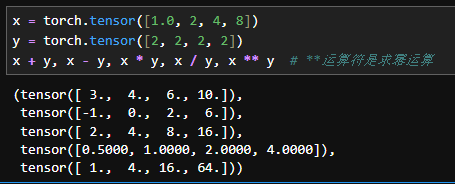 x = torch.tensor([1.0, 2, 4, 8])
y = torch.tensor([2, 2, 2, 2])
x + y, x - y, x * y, x / y, x ** y  # **运算符是求幂运算
(tensor([ 3.,  4.,  6., 10.]),
 tensor([-1.,  0.,  2.,  6.]),
 tensor([ 2.,  4.,  8., 16.]),
 tensor([0.5000, 1.0000, 2.0000, 4.0000]),
 tensor([ 1.,  4., 16., 64.]))